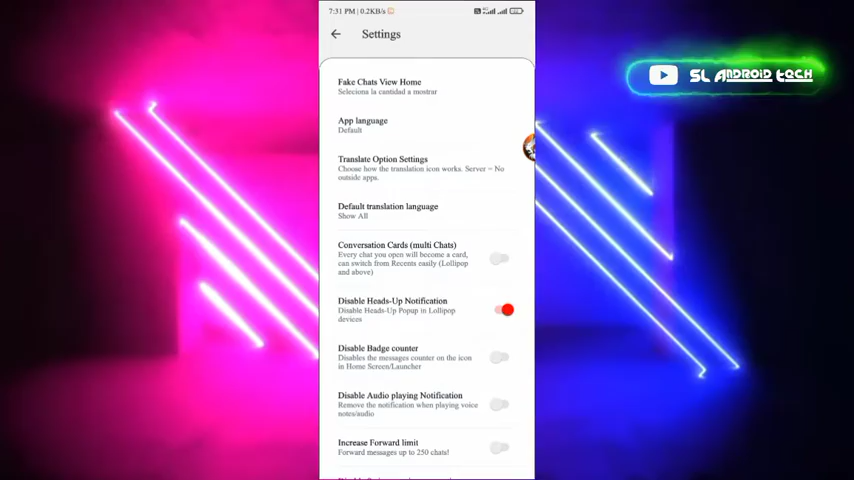 7:31 PM | 0.2KB/s
Settings
SL ANDROID TECH
Fake Chats View Home
Seleciona la cantidad a mostrar
App language
Default
Translate Option Settings
Choose how the translation icon works. Server = No
outside apps.
Default translation language
Show All
Conversation Cards (multi Chats)
Every chat you open will become a card,
can switch from Recents easily (Lollipop
and above)
Disable Heads-Up Notification
Disable Heads-Up Popup in Lollipop
devices
Disable Badge counter
Disables the messages counter on the icon
in Home Screen/Launcher
Disable Audio playing Notification
Remove the notification when playing voice
notes/audio
Increase Forward limit
Forward messages up to 250 chats!